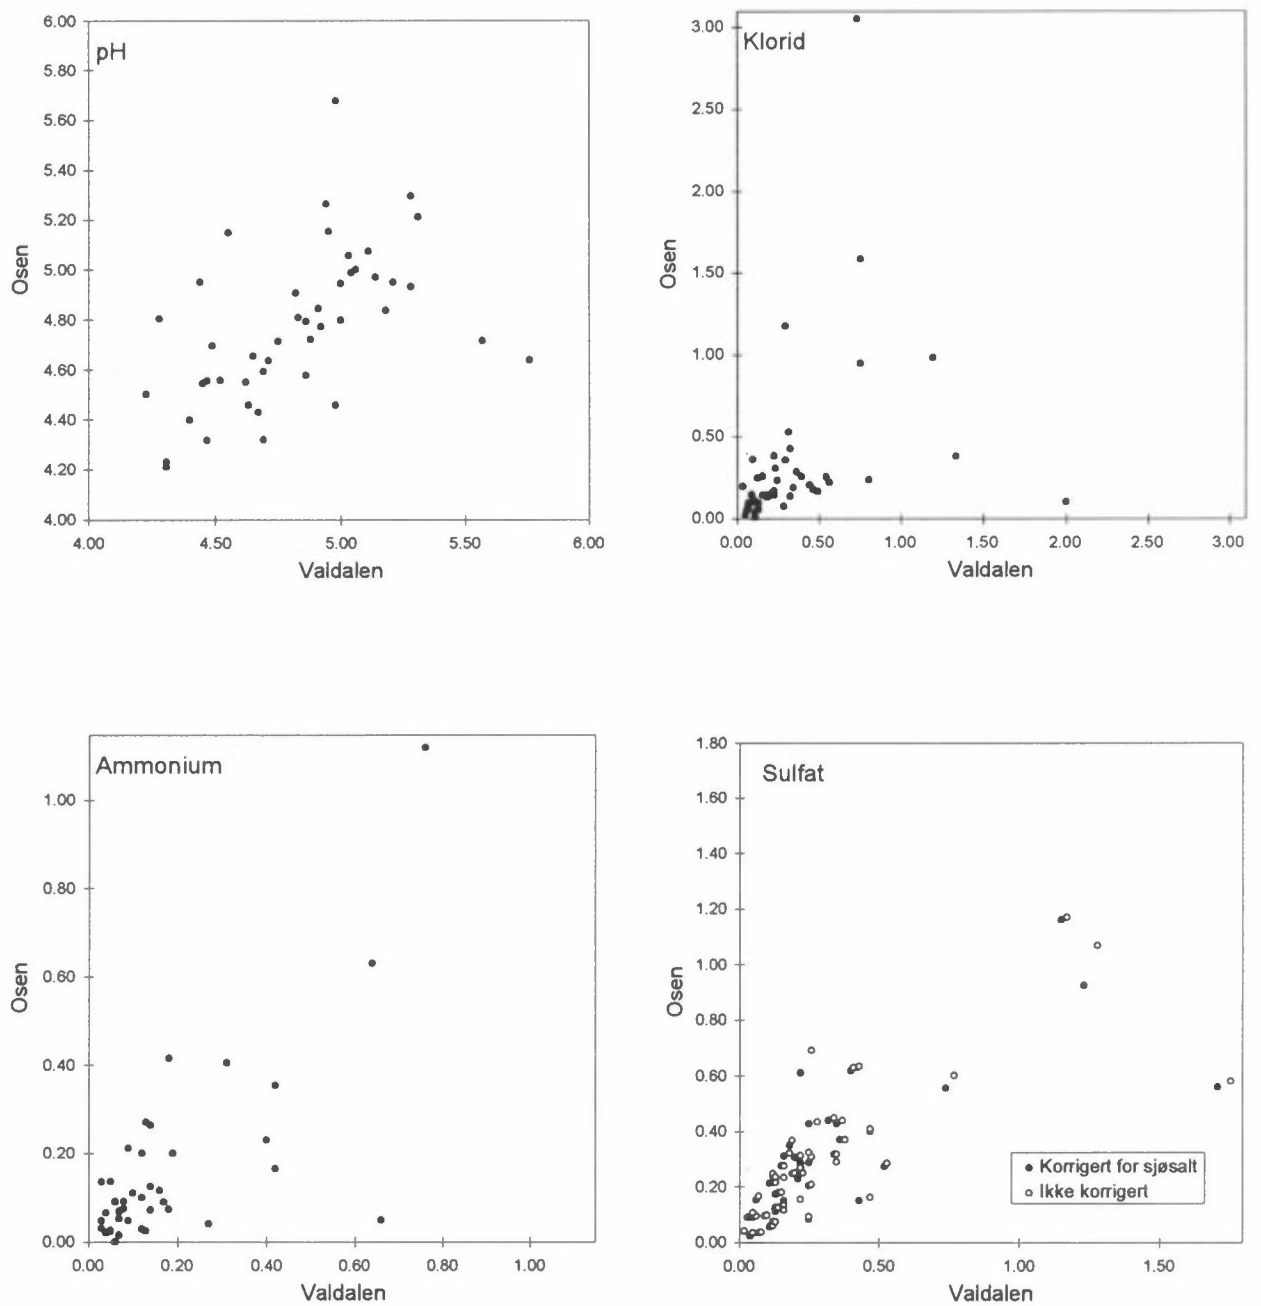 pH
6.00
5.80
5.60
5.40
5.20
5.00
4.80
4.60
4.40
4.20
4.00
Osen
4.00 4.50 5.00 5.50 6.00
Valdalen
Klorid
3.00
2.50
2.00
1.50
1.00
0.50
0.00
Osen
0.00 0.50 1.00 1.50 2.00 2.50 3.00
Valdalen
Ammonium
1.00
0.80
0.60
0.40
0.20
0.00
Osen
0.00 0.20 0.40 0.60 0.80 1.00
Valdalen
Sulfat
1.80
1.60
1.40
1.20
1.00
0.80
0.60
0.40
0.20
0.00
Osen
Korrigert for sjøsalt
Ikke korrigert
0.00 0.50 1.00 1.50
Valdalen